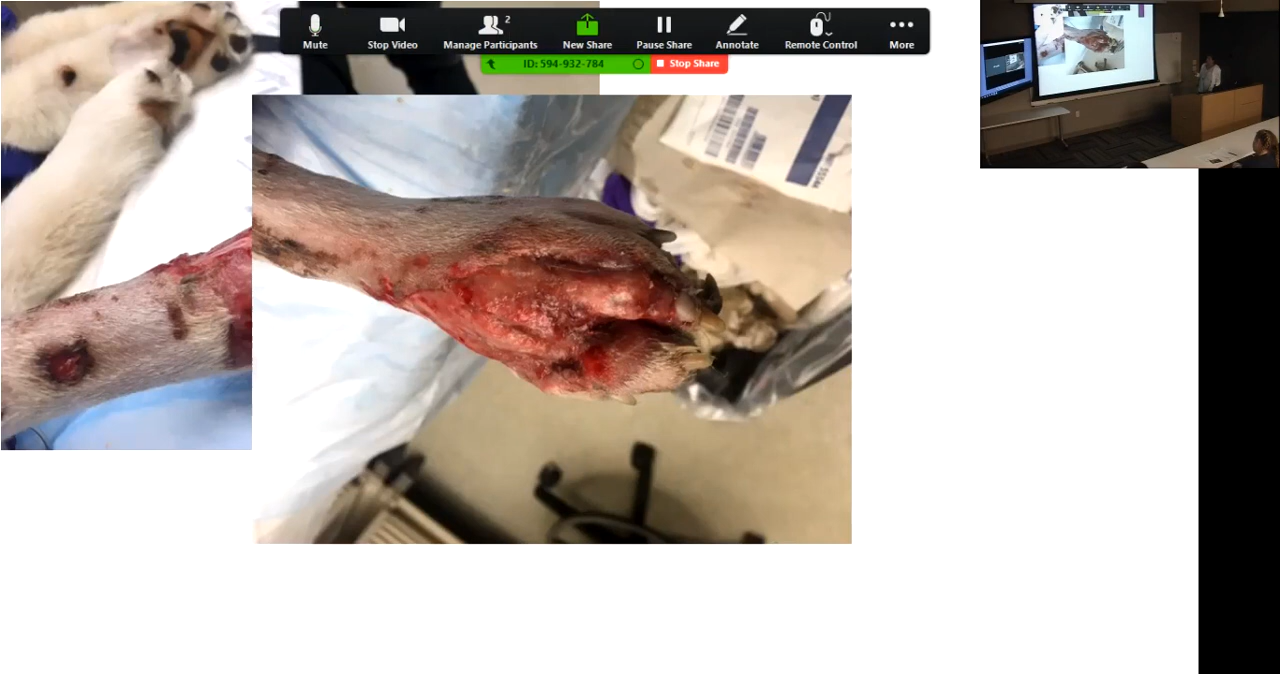 2
Mute
Stop Video
Manage Participants
New Share
Pause Share
Annotate
Remote Control
More
ID: 594-932-784
Stop Share